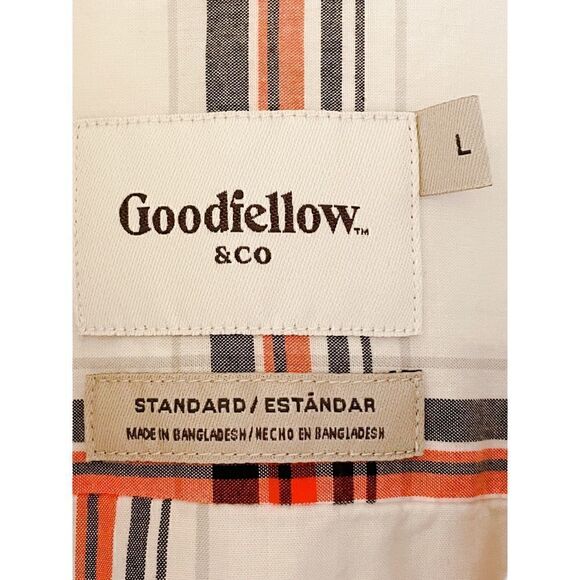 L
Goodfellow™
&CO
STANDARD/ESTÁNDAR
MADE IN BANGLADESH/HECHO EN BANGLADESH